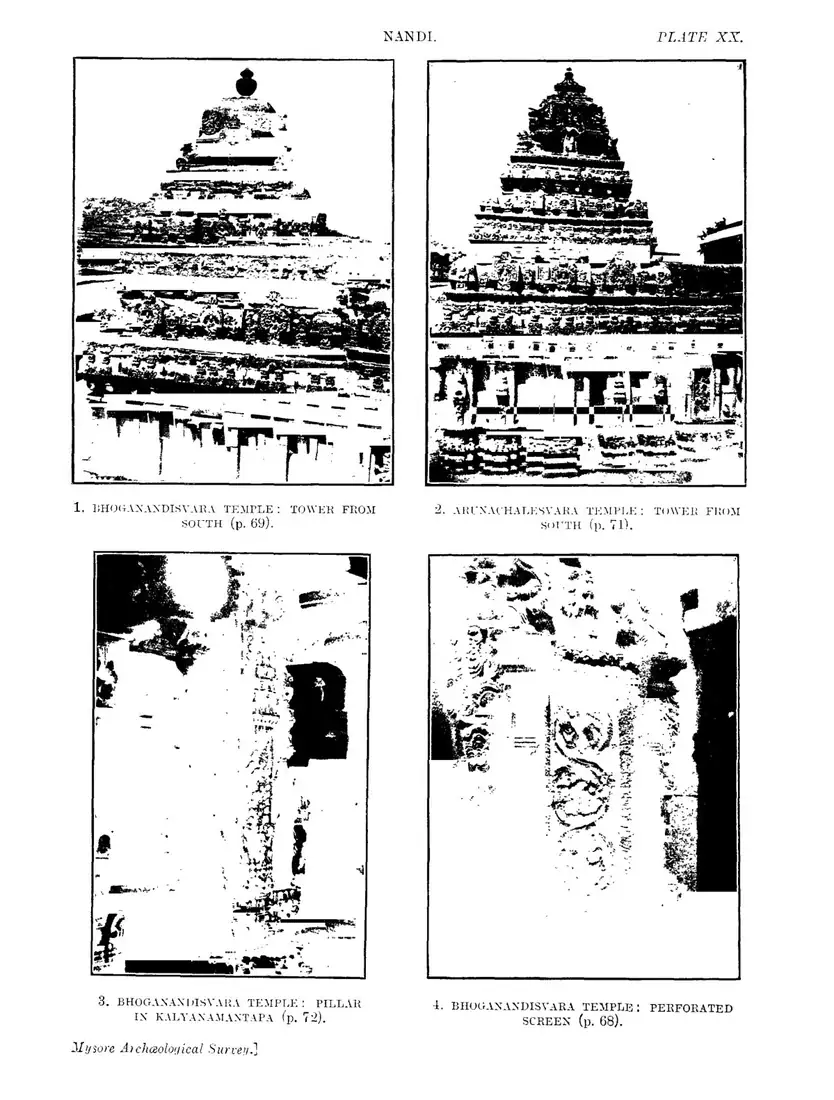 NANDI.
PLATE XX.
1. BHOGANANDISVARA TEMPLE: TOWER FROM
SOUTH (p. 69).
2. ARUNACHALESVARA TEMPLE: TOWER FROM
SOUTH (p. 71).
3. BHOGANANDISVARA TEMPLE: PILLAR
IN KALYANAMANTAPA (p. 72).
4. BHOGANANDISVARA TEMPLE: PERFORATED
SCREEN (p. 68).
Mysore Archæological Survey.]